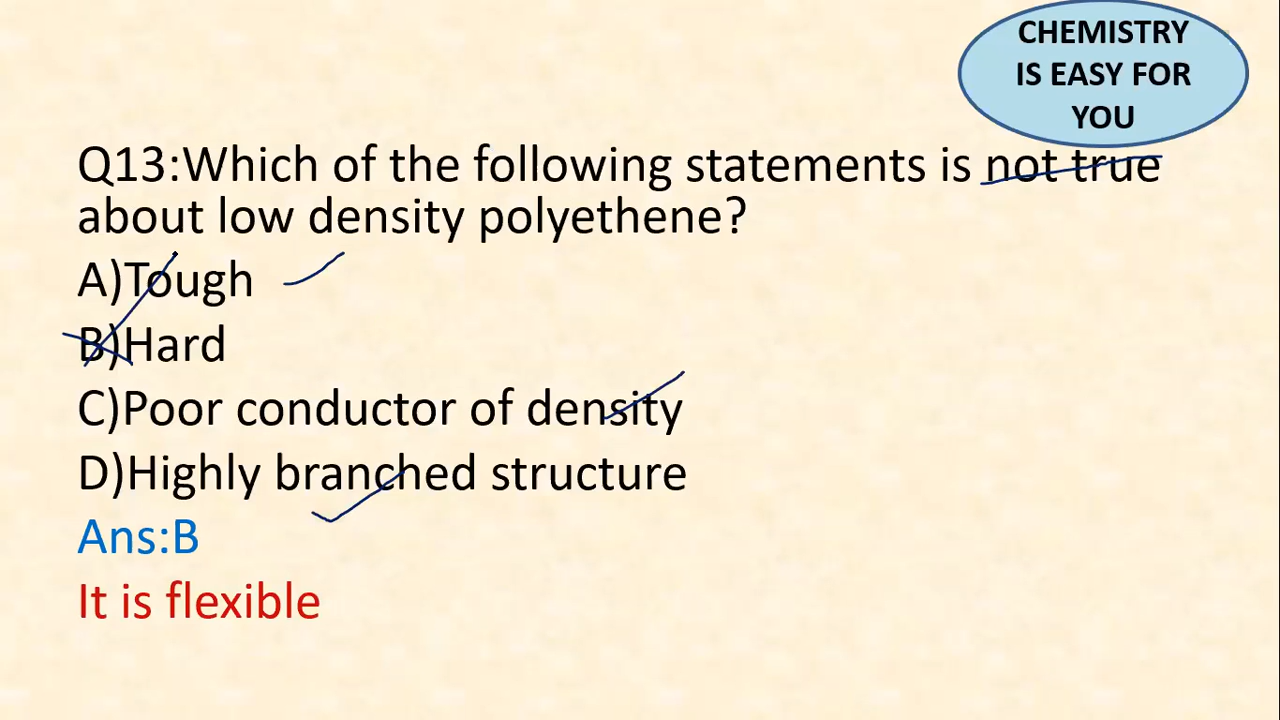 CHEMISTRY
IS EASY FOR
YOU
Q13:Which of the following statements is not true
about low density polyethene?
A)Tough
B)Hard
C)Poor conductor of density
D)Highly branched structure
Ans:B
It is flexible